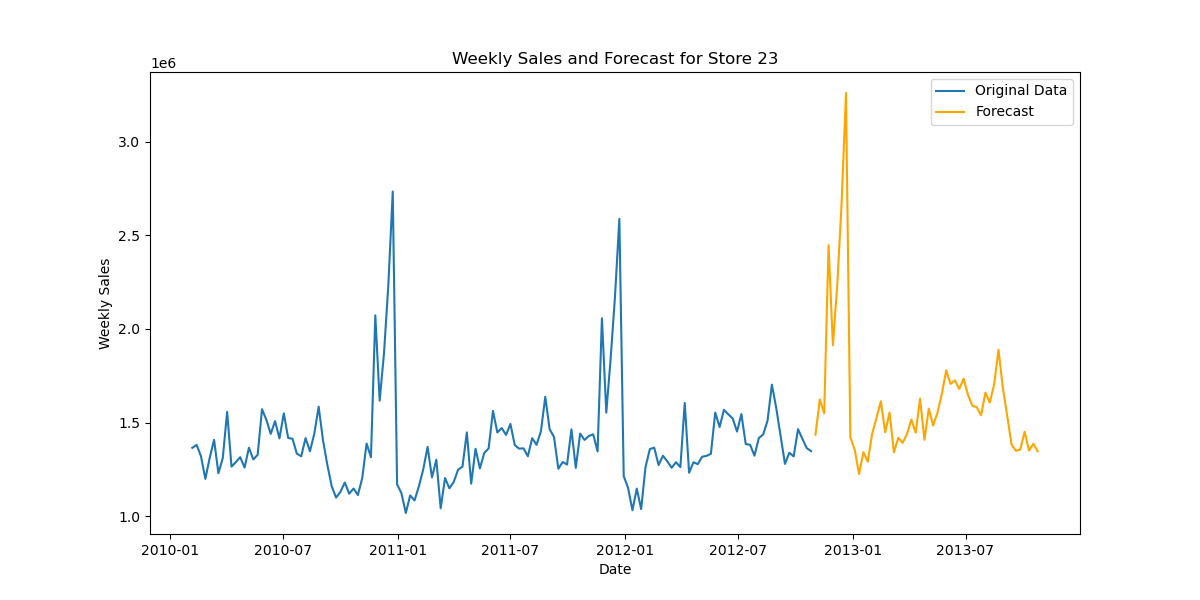 Weekly Sales and Forecast for Store 23
1e6
Original Data
Forecast
3.0
2.5
2.0
1.5
1.0
Weekly Sales
2010-01 2010-07 2011-01 2011-07 2012-01 2012-07 2013-01 2013-07
Date